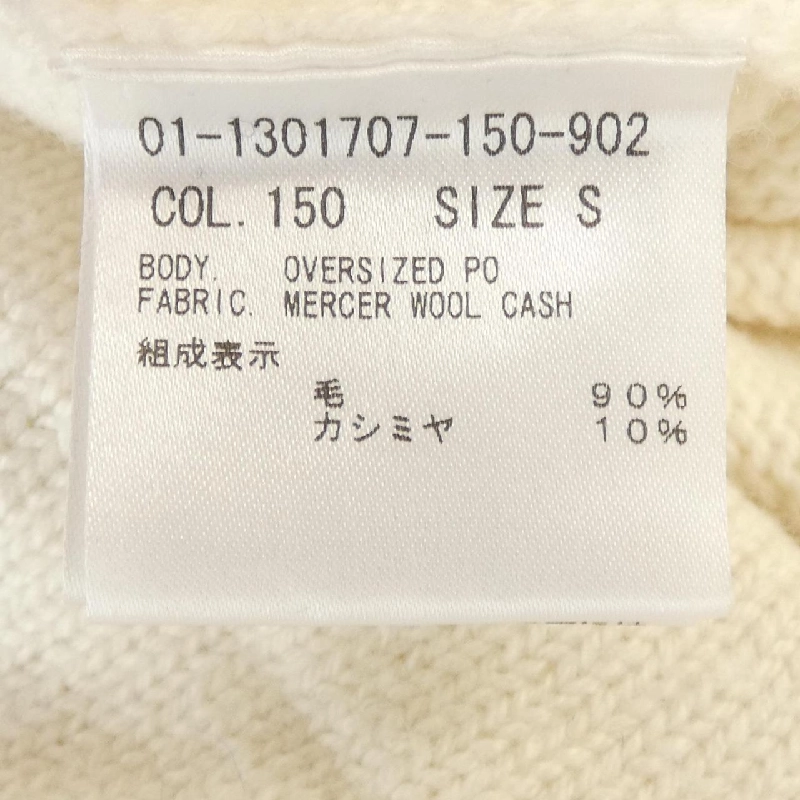 01-1301707-150-902
COL. 150 SIZE S
BODY. OVERSIZED PO
FABRIC. MERCER WOOL CASH
組成表示
毛 90%
カシミヤ 10%